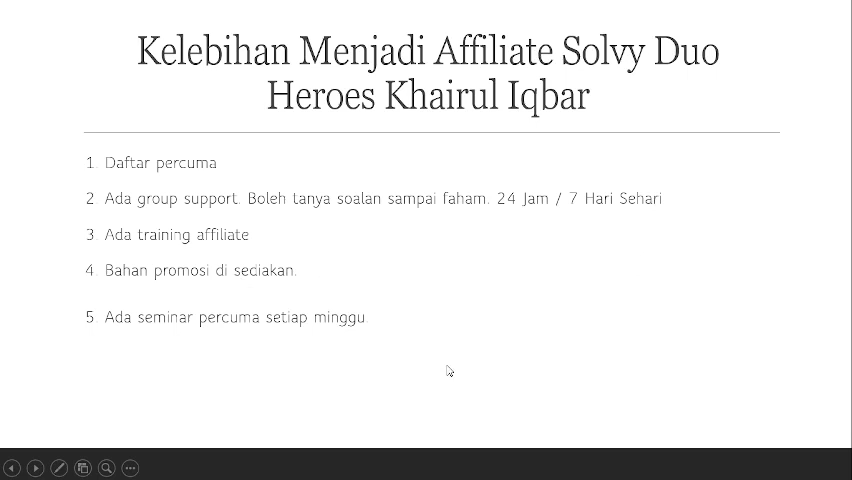 Kelebihan Menjadi Affiliate Solvy Duo
Heroes Khairul Iqbar
1. Daftar percuma
2. Ada group support. Boleh tanya soalan sampai faham. 24 Jam / 7 Hari Sehari
3. Ada training affiliate
4. Bahan promosi di sediakan.
5. Ada seminar percuma setiap minggu